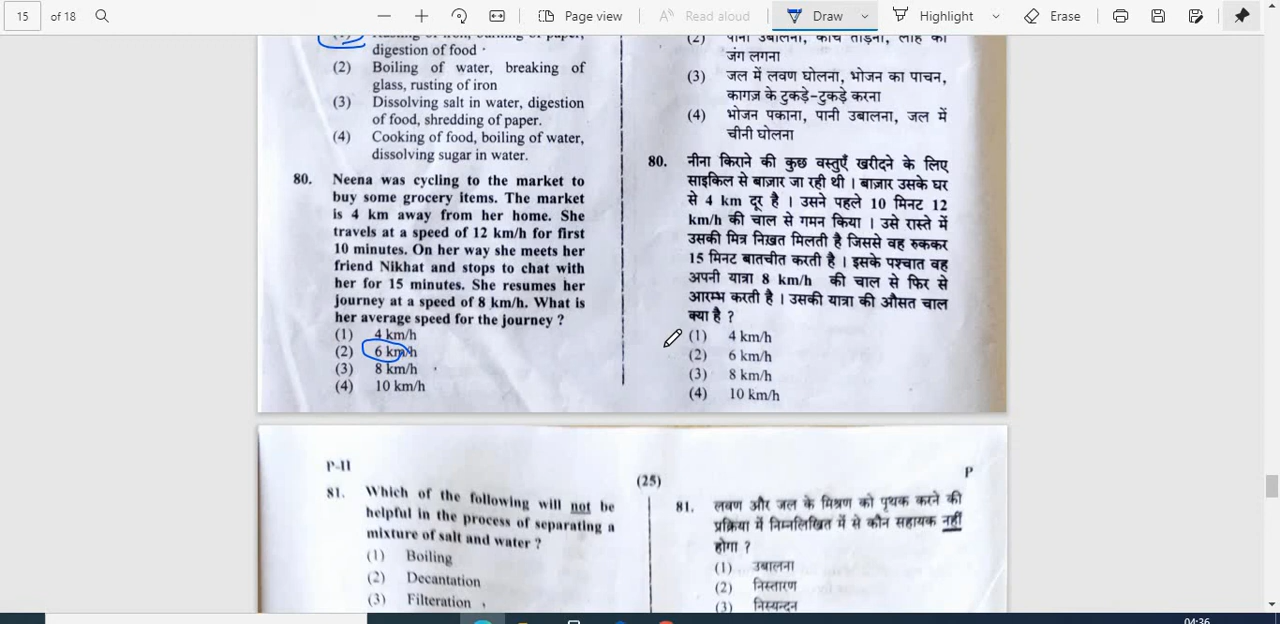 15 of 18 Page view Read aloud Draw Highlight Erase
digestion of food
(2) Boiling of water, breaking of
glass, rusting of iron
(3) Dissolving salt in water, digestion
of food, shredding of paper.
(4) Cooking of food, boiling of water,
dissolving sugar in water.
80. Neena was cycling to the market to
buy some grocery items. The market
is 4 km away from her home. She
travels at a speed of 12 km/h for first
10 minutes. On her way she meets her
friend Nikhat and stops to chat with
her for 15 minutes. She resumes her
journey at a speed of 8 km/h. What is
her average speed for the journey ?
(1) 4 km/h
(2) 6 km/h
(3) 8 km/h
(4) 10 km/h
(2) पानी उबालना, काँच तोड़ना, लोहे का
जंग लगना
(3) जल में लवण घोलना, भोजन का पाचन,
कागज़ के टुकड़े-टुकड़े करना
(4) भोजन पकाना, पानी उबालना, जल में
चीनी घोलना
80. नीना किराने की कुछ वस्तुएँ खरीदने के लिए
साइकिल से बाज़ार जा रही थी । बाज़ार उसके घर
से 4 km दूर है । उसने पहले 10 मिनट 12
km/h की चाल से गमन किया । उसे रास्ते में
उसकी मित्र निख़त मिलती है जिससे वह रुककर
15 मिनट बातचीत करती है । इसके पश्चात वह
अपनी यात्रा 8 km/h की चाल से फिर से
आरम्भ करती है । उसकी यात्रा की औसत चाल
क्या है ?
(1) 4 km/h
(2) 6 km/h
(3) 8 km/h
(4) 10 km/h
P-II
(25)
P
81. Which of the following will not be
helpful in the process of separating a
mixture of salt and water ?
(1) Boiling
(2) Decantation
(3) Filteration
81. लवण और जल के मिश्रण को पृथक करने की
प्रक्रिया में निम्नलिखित में से कौन सहायक नहीं
होगा ?
(1) उबालना
(2) निस्तारण
(3) निस्यन्दन
04:36